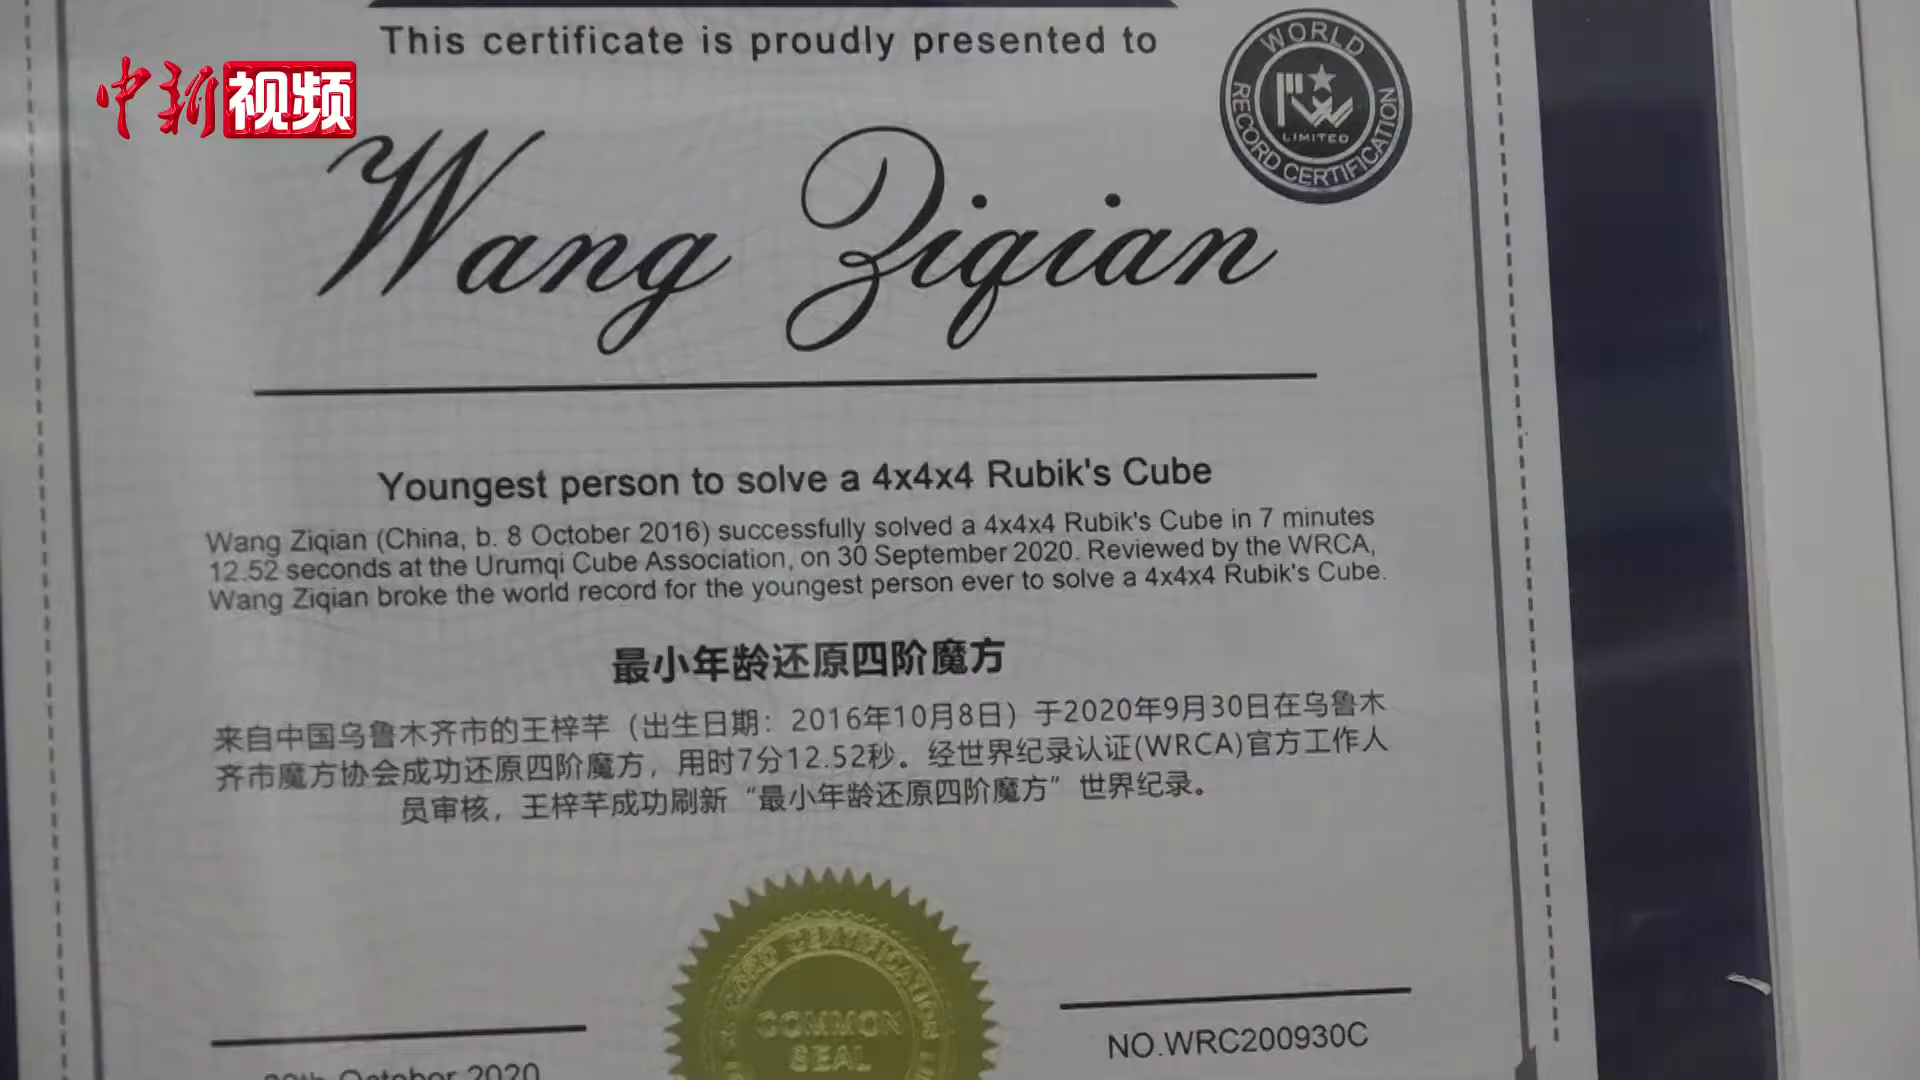 This certificate is proudly presented to
中新视频
WORLD RECORD CERTIFICATION
LIMITED
Wang Ziqian
Youngest person to solve a 4x4x4 Rubik's Cube
Wang Ziqian (China, b. 8 October 2016) successfully solved a 4x4x4 Rubik's Cube in 7 minutes
12.52 seconds at the Urumqi Cube Association, on 30 September 2020. Reviewed by the WRCA,
Wang Ziqian broke the world record for the youngest person ever to solve a 4x4x4 Rubik's Cube.
最小年龄还原四阶魔方
来自中国乌鲁木齐市的王梓芊（出生日期：2016年10月8日）于2020年9月30日在乌鲁木
齐市魔方协会成功还原四阶魔方，用时7分12.52秒。经世界纪录认证(WRCA)官方工作人
员审核，王梓芊成功刷新“最小年龄还原四阶魔方”世界纪录。
RECORD CERTIFICATION
COMMON
SEAL
NO.WRC200930C
October 2020